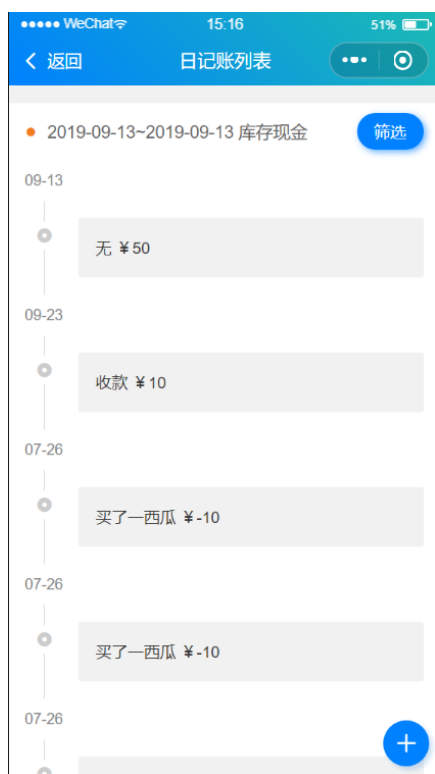 WeChat 15:16 51%
返回 日记账列表
2019-09-13~2019-09-13 库存现金 筛选
09-13
无 ¥50
09-23
收款 ¥10
07-26
买了一西瓜 ¥-10
07-26
买了一西瓜 ¥-10
07-26